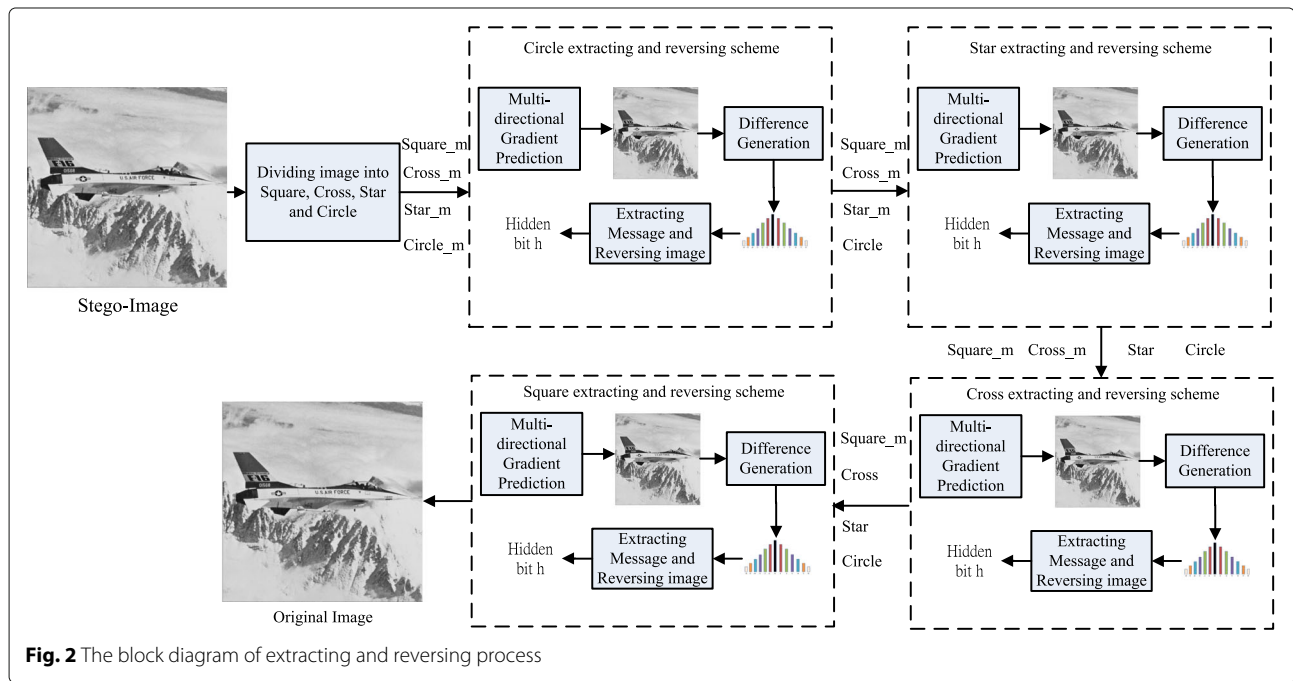 Circle extracting and reversing scheme
Star extracting and reversing scheme
Multi-
directional
Gradient
Prediction
Difference
Generation
Hidden
bit h
Extracting
Message and
Reversing image
Multi-
directional
Gradient
Prediction
Difference
Generation
Hidden
bit h
Extracting
Message and
Reversing image
F16
U.S. AIR FORCE
Stego-Image
Dividing image into
Square, Cross, Star
and Circle
Square_m
Cross_m
Star_m
Circle_m
Square_m
Cross_m
Star_m
Circle
Square_m Cross_m Star Circle
Square extracting and reversing scheme
Cross extracting and reversing scheme
Multi-
directional
Gradient
Prediction
Difference
Generation
Hidden
bit h
Extracting
Message and
Reversing image
Square_m
Cross
Star
Circle
Multi-
directional
Gradient
Prediction
Difference
Generation
Hidden
bit h
Extracting
Message and
Reversing image
U.S. AIR FORCE
Original Image
Fig. 2 The block diagram of extracting and reversing process